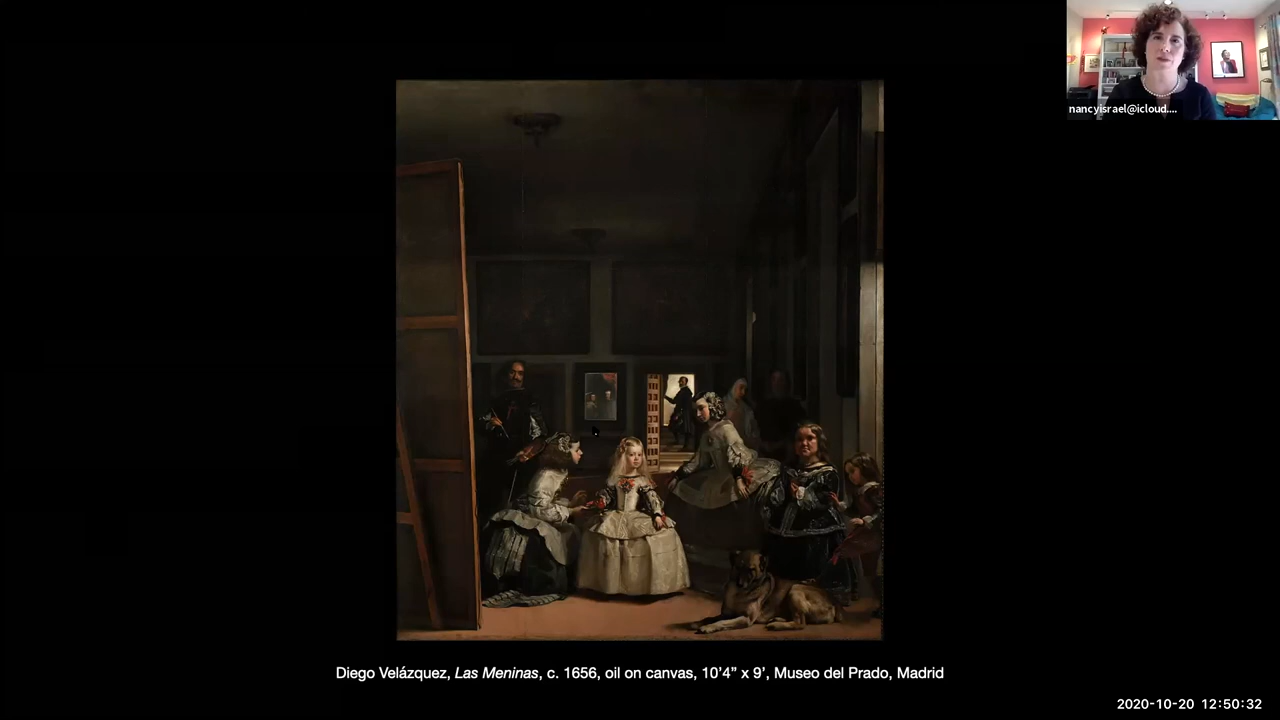 nancyisrael@icloud....
Diego Velázquez, Las Meninas, c. 1656, oil on canvas, 10’4” x 9’, Museo del Prado, Madrid
2020-10-20 12:50:32